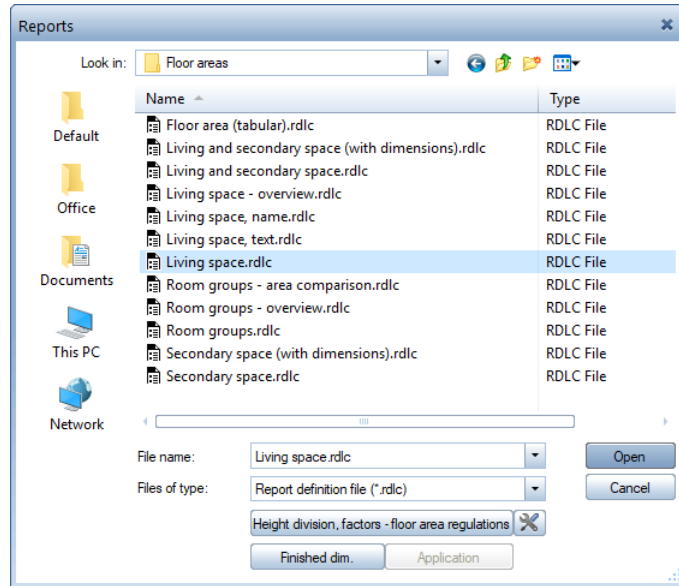 Reports
Look in: Floor areas
Name Type
Floor area (tabular).rdlc RDLC File
Living and secondary space (with dimensions).rdlc RDLC File
Living and secondary space.rdlc RDLC File
Living space - overview.rdlc RDLC File
Living space, name.rdlc RDLC File
Living space, text.rdlc RDLC File
Living space.rdlc RDLC File
Room groups - area comparison.rdlc RDLC File
Room groups - overview.rdlc RDLC File
Room groups.rdlc RDLC File
Secondary space (with dimensions).rdlc RDLC File
Secondary space.rdlc RDLC File
Default
Office
Documents
This PC
Network
File name: Living space.rdlc Open
Files of type: Report definition file (*.rdlc) Cancel
Height division, factors - floor area regulations
Finished dim. Application